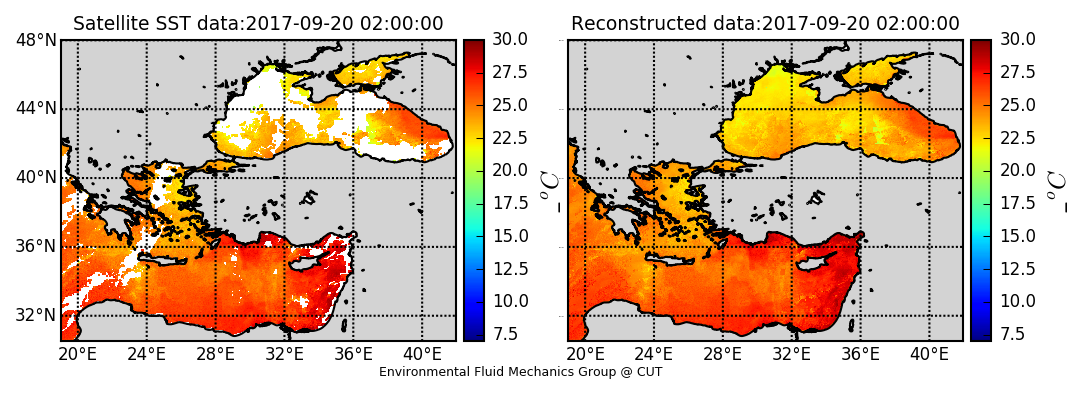 Satellite SST data:2017-09-20 02:00:00
48°N
44°N
40°N
36°N
32°N
20°E 24°E 28°E 32°E 36°E 40°E
30.0
27.5
25.0
22.5
20.0
17.5
15.0
12.5
10.0
7.5
_ °C
Reconstructed data:2017-09-20 02:00:00
20°E 24°E 28°E 32°E 36°E 40°E
30.0
27.5
25.0
22.5
20.0
17.5
15.0
12.5
10.0
7.5
_ °C
Environmental Fluid Mechanics Group @ CUT